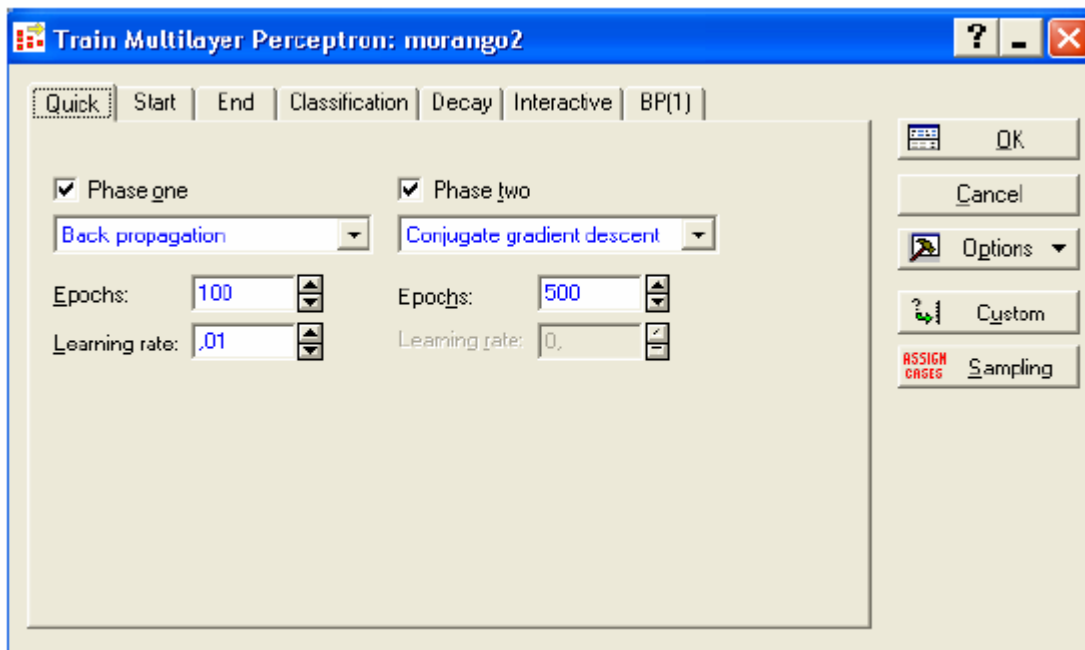 Train Multilayer Perceptron: morango2
?
Quick Start End Classification Decay Interactive BP(1)
Phase one
Phase two
Back propagation
Conjugate gradient descent
Epochs: 100
Epochs: 500
Learning rate: ,01
Learning rate: 0,
OK
Cancel
Options
Custom
ASSIGN CASES Sampling